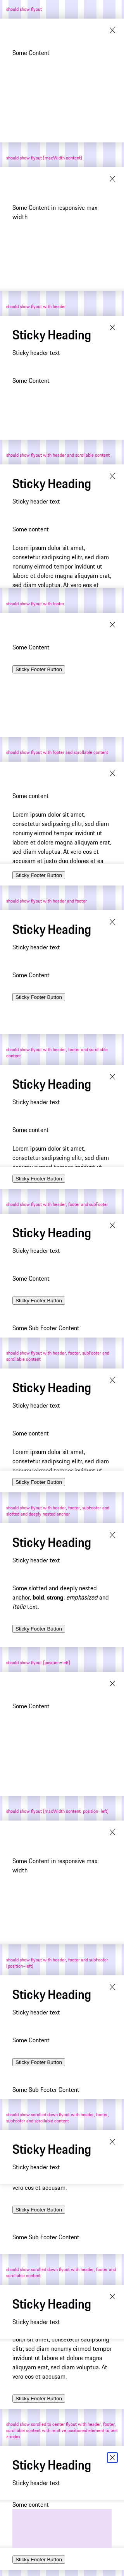 should show flyout
Some Content
should show flyout (maxWidth content)
Some Content in responsive max
width
should show flyout with header
Sticky Heading
Sticky header text
Some Content
should show flyout with header and scrollable content
Sticky Heading
Sticky header text
Some content
Lorem ipsum dolor sit amet,
consetetur sadipscing elitr, sed diam
nonumy eirmod tempor invidunt ut
labore et dolore magna aliquyam erat,
sed diam voluptua. At vero eos et
should show flyout with footer
Some Content
Sticky Footer Button
should show flyout with footer and scrollable content
Some content
Lorem ipsum dolor sit amet,
consetetur sadipscing elitr, sed diam
nonumy eirmod tempor invidunt ut
labore et dolore magna aliquyam erat,
sed diam voluptua. At vero eos et
accusam et justo duo dolores et ea
Sticky Footer Button
should show flyout with header and footer
Sticky Heading
Sticky header text
Some Content
Sticky Footer Button
should show flyout with header, footer and scrollable
content
Sticky Heading
Sticky header text
Some content
Lorem ipsum dolor sit amet,
consetetur sadipscing elitr, sed diam
nonumy eirmod tempor invidunt ut
Sticky Footer Button
should show flyout with header, footer and subFooter
Sticky Heading
Sticky header text
Some Content
Sticky Footer Button
Some Sub Footer Content
should show flyout with header, footer, subFooter and
scrollable content
Sticky Heading
Sticky header text
Some content
Lorem ipsum dolor sit amet,
consetetur sadipscing elitr, sed diam
nonumy eirmod tempor invidunt ut
Sticky Footer Button
should show flyout with header, footer, subFooter and
slotted and deeply nested anchor
Sticky Heading
Sticky header text
Some slotted and deeply nested
anchor, bold, strong, emphasized and
italic text.
Sticky Footer Button
should show flyout (position=left)
Some Content
should show flyout (maxWidth content, position=left)
Some Content in responsive max
width
should show flyout with header, footer and subFooter
(position=left)
Sticky Heading
Sticky header text
Some Content
Sticky Footer Button
Some Sub Footer Content
should show scrolled down flyout with header, footer,
subFooter and scrollable content
Sticky Heading
Sticky header text
vero eos et accusam.
Sticky Footer Button
Some Sub Footer Content
should show scrolled down flyout with header, footer and
scrollable content
Sticky Heading
Sticky header text
dolor sit amet, consetetur sadipscing
elitr, sed diam nonumy eirmod tempor
invidunt ut labore et dolore magna
aliquyam erat, sed diam voluptua. At
vero eos et accusam.
Sticky Footer Button
should show scrolled to center flyout with header, footer,
scrollable content with relative positioned element to test
z-index
Sticky Heading
Sticky header text
Some content
Sticky Footer Button